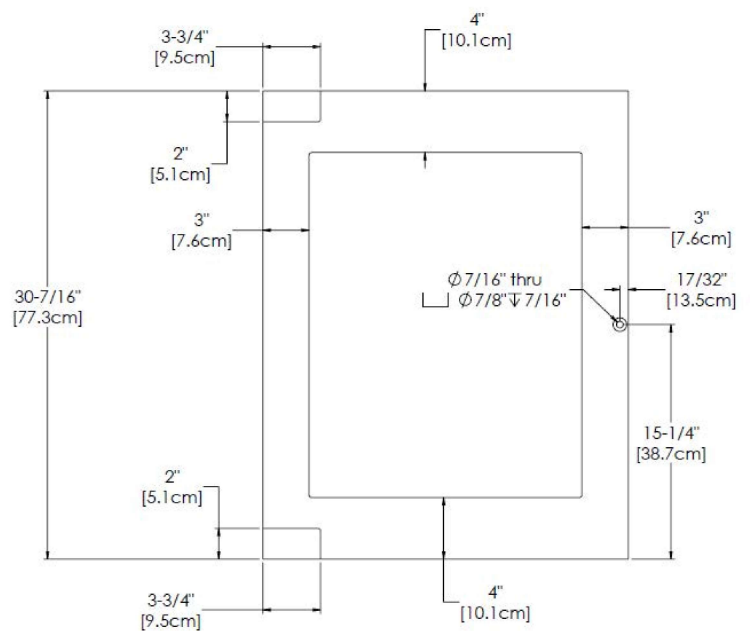 4"
[10.1cm]
3-3/4"
[9.5cm]
2"
[5.1cm]
3"
[7.6cm]
3"
[7.6cm]
⌀7/16" thru
⌴ ⌀7/8"↧7/16"
17/32"
[13.5cm]
30-7/16"
[77.3cm]
15-1/4"
[38.7cm]
2"
[5.1cm]
3-3/4"
[9.5cm]
4"
[10.1cm]